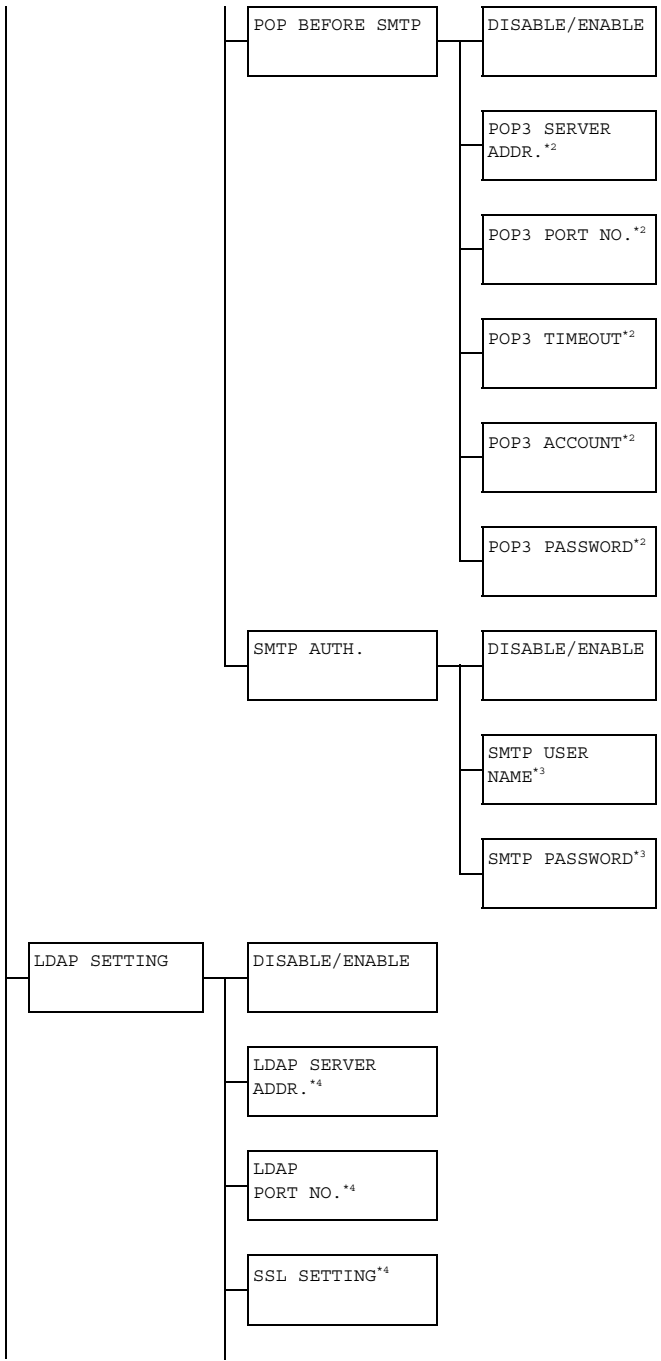 POP BEFORE SMTP
DISABLE/ENABLE
POP3 SERVER
ADDR.*2
POP3 PORT NO.*2
POP3 TIMEOUT*2
POP3 ACCOUNT*2
POP3 PASSWORD*2
SMTP AUTH.
DISABLE/ENABLE
SMTP USER
NAME*3
SMTP PASSWORD*3
LDAP SETTING
DISABLE/ENABLE
LDAP SERVER
ADDR.*4
LDAP
PORT NO.*4
SSL SETTING*4